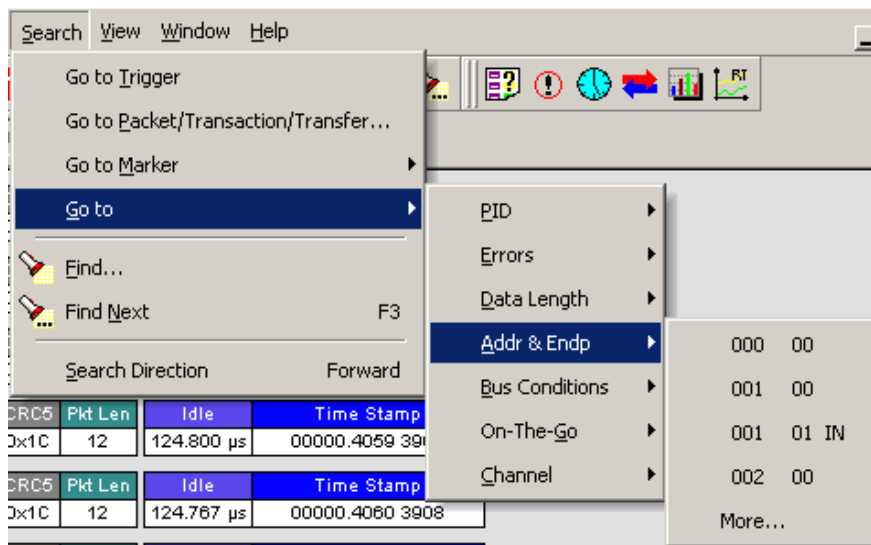 Search View Window Help
RT
Go to Trigger
Go to Packet/Transaction/Transfer...
Go to Marker
Go to
Find...
Find Next F3
Search Direction Forward
PID
Errors
Data Length
Addr & Endp
Bus Conditions
On-The-Go
Channel
000 00
001 00
001 01 IN
002 00
More...
CRC5 Pkt Len Idle Time Stamp
0x1C 12 124.800 µs 00000.4059
CRC5 Pkt Len Idle Time Stamp
0x1C 12 124.767 µs 00000.4060 3908